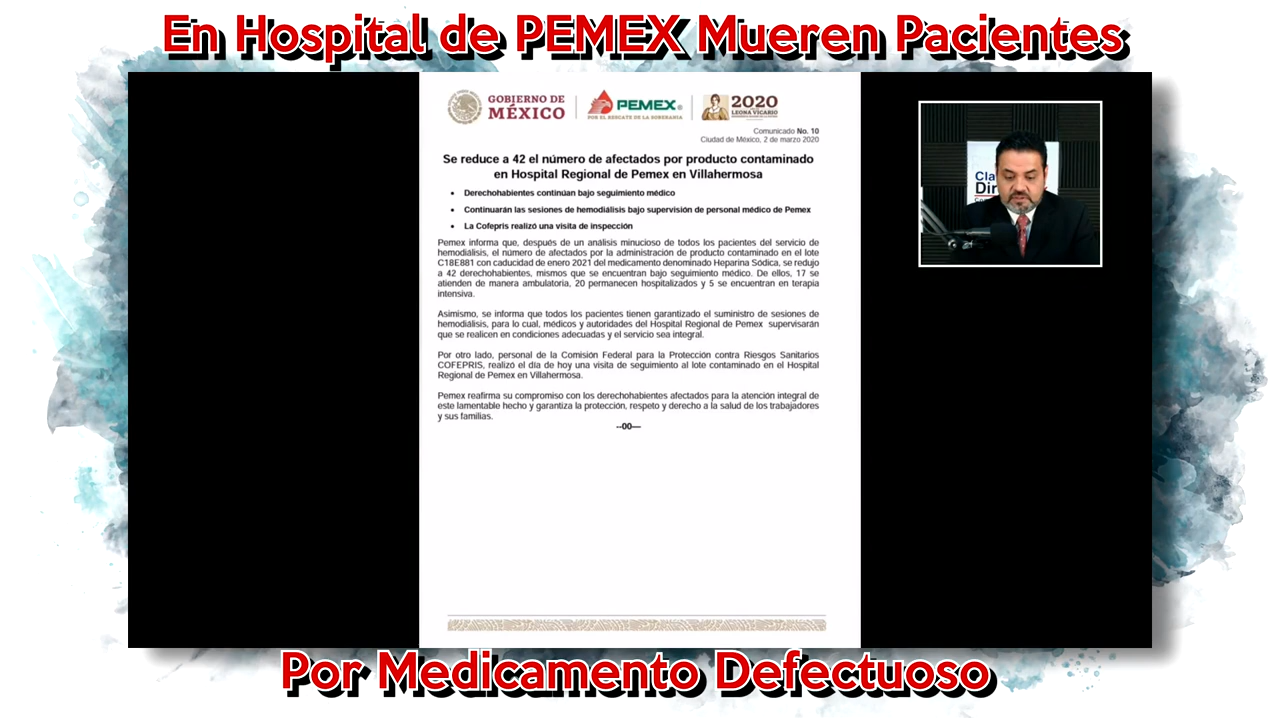 En Hospital de PEMEX Mueren Pacientes
GOBIERNO DE
MÉXICO
PEMEX®
POR EL RESCATE DE LA SOBERANÍA
2020
LEONA VICARIO
Comunicado No. 10
Ciudad de México, 2 de marzo 2020
Se reduce a 42 el número de afectados por producto contaminado
en Hospital Regional de Pemex en Villahermosa
• Derechohabientes continúan bajo seguimiento médico
• Continuarán las sesiones de hemodiálisis bajo supervisión de personal médico de Pemex
• La Cofepris realizó una visita de inspección
Pemex informa que, después de un análisis minucioso de todos los pacientes del servicio de
hemodiálisis, el número de afectados por la administración de producto contaminado en el lote
C18E881 con caducidad de enero 2021 del medicamento denominado Heparina Sódica, se redujo
a 42 derechohabientes, mismos que se encuentran bajo seguimiento médico. De ellos, 17 se
atienden de manera ambulatoria, 20 permanecen hospitalizados y 5 se encuentran en terapia
intensiva.
Asimismo, se informa que todos los pacientes tienen garantizado el suministro de sesiones de
hemodiálisis, para lo cual, médicos y autoridades del Hospital Regional de Pemex supervisarán
que se realicen en condiciones adecuadas y el servicio sea integral.
Por otro lado, personal de la Comisión Federal para la Protección contra Riesgos Sanitarios
COFEPRIS, realizó el día de hoy una visita de seguimiento al lote contaminado en el Hospital
Regional de Pemex en Villahermosa.
Pemex reafirma su compromiso con los derechohabientes afectados para la atención integral de
este lamentable hecho y garantiza la protección, respeto y derecho a la salud de los trabajadores
y sus familias.
--00—
Cla
Dir
Por Medicamento Defectuoso